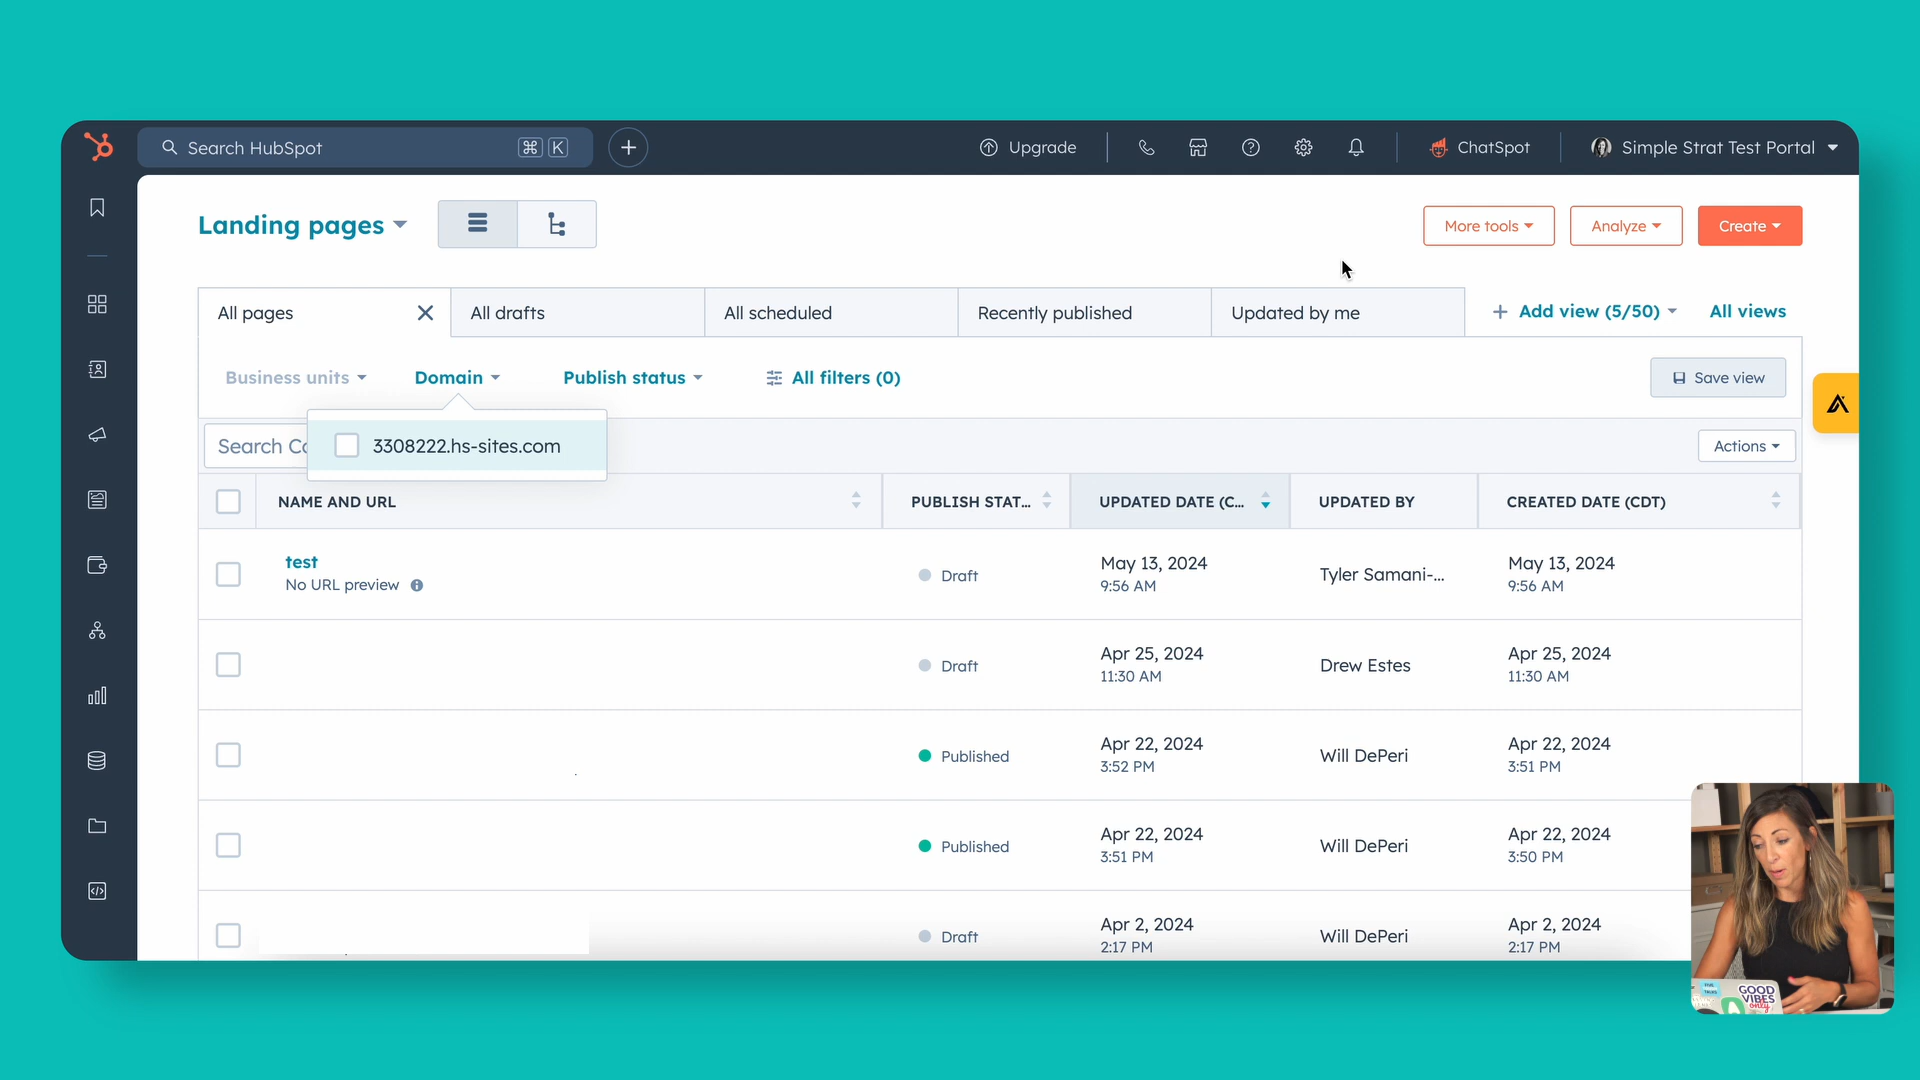 Search HubSpot ⌘ K
Upgrade
ChatSpot
Simple Strat Test Portal
Landing pages
More tools
Analyze
Create
All pages
All drafts
All scheduled
Recently published
Updated by me
+ Add view (5/50)
All views
Business units
Domain
Publish status
All filters (0)
Save view
Search Co
3308222.hs-sites.com
Actions
NAME AND URL
PUBLISH STAT...
UPDATED DATE (C...
UPDATED BY
CREATED DATE (CDT)
test
No URL preview
Draft
May 13, 2024
9:56 AM
Tyler Samani-...
May 13, 2024
9:56 AM
Draft
Apr 25, 2024
11:30 AM
Drew Estes
Apr 25, 2024
11:30 AM
Published
Apr 22, 2024
3:52 PM
Will DePeri
Apr 22, 2024
3:51 PM
Published
Apr 22, 2024
3:51 PM
Will DePeri
Apr 22, 2024
3:50 PM
Draft
Apr 2, 2024
2:17 PM
Will DePeri
Apr 2, 2024
2:17 PM
GOOD
VIBES
only